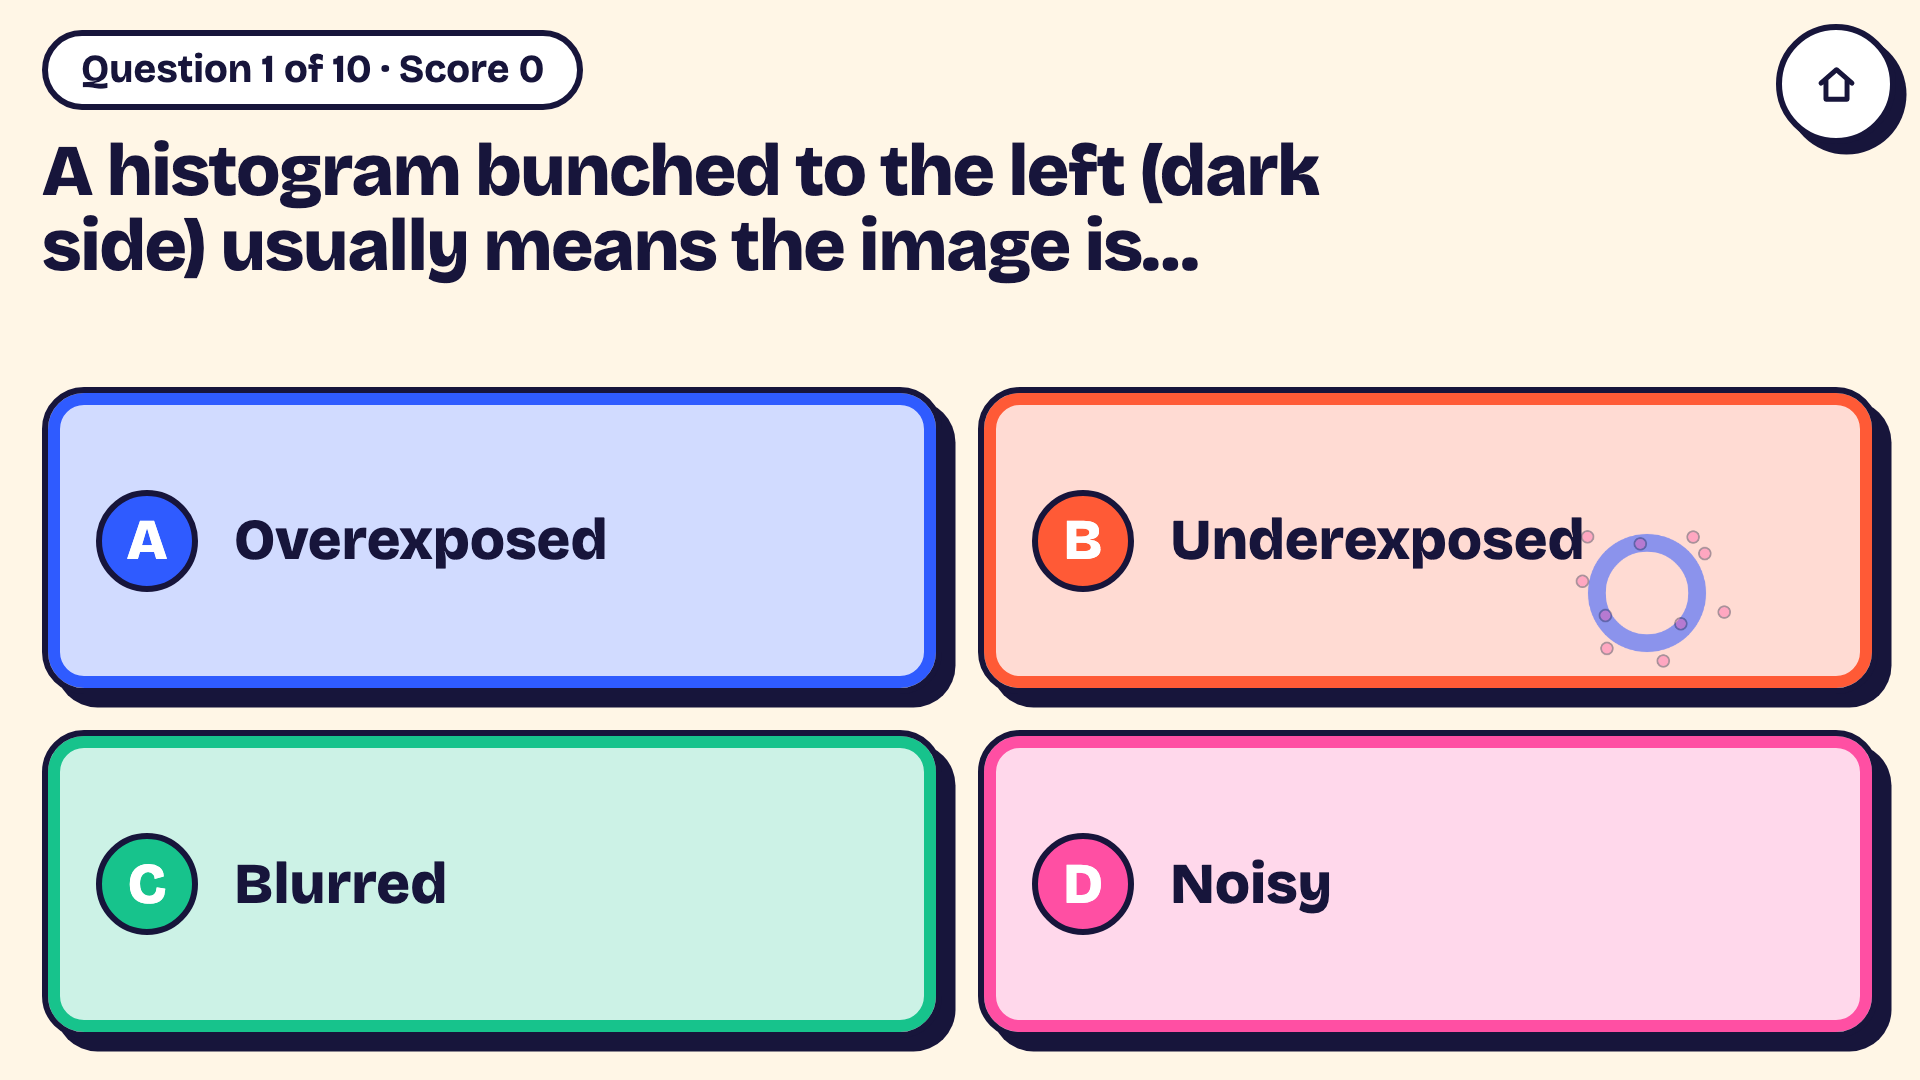 Question 1 of 10 · Score 0
A histogram bunched to the left (dark
side) usually means the image is...
A Overexposed
B Underexposed
C Blurred
D Noisy